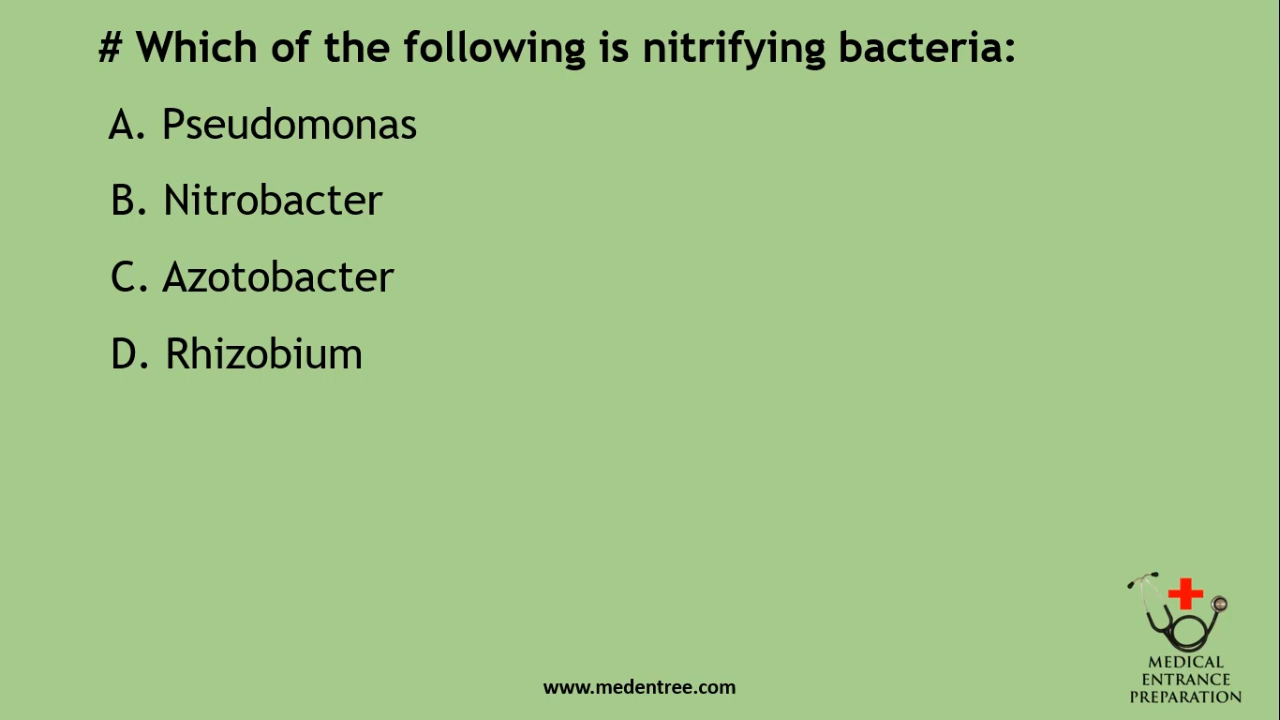 # Which of the following is nitrifying bacteria:
A. Pseudomonas
B. Nitrobacter
C. Azotobacter
D. Rhizobium
www.medentree.com
MEDICAL
ENTRANCE
PREPARATION